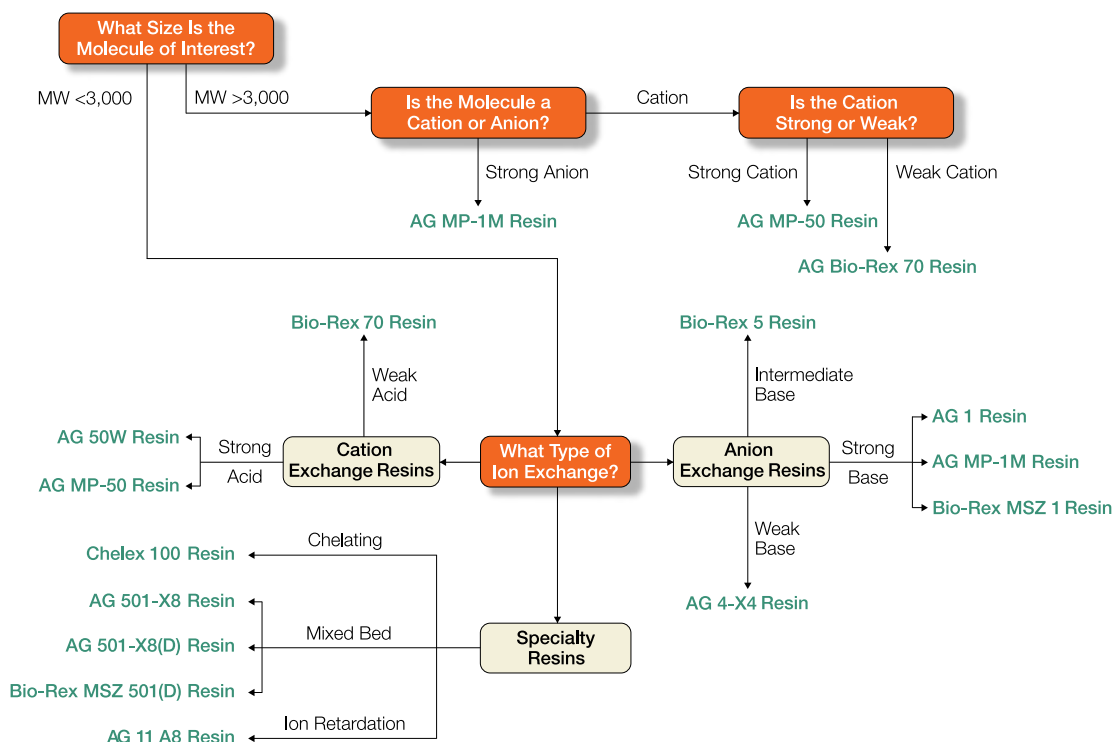 What Size Is the
Molecule of Interest?
MW <3,000
MW >3,000
Is the Molecule a
Cation or Anion?
Cation
Is the Cation
Strong or Weak?
Strong Anion
Strong Cation
Weak Cation
AG MP-1M Resin
AG MP-50 Resin
AG Bio-Rex 70 Resin
Bio-Rex 70 Resin
Bio-Rex 5 Resin
Weak
Acid
Intermediate
Base
AG 50W Resin
AG MP-50 Resin
Strong
Acid
Cation
Exchange Resins
What Type of
Ion Exchange?
Anion
Exchange Resins
Strong
Base
AG 1 Resin
AG MP-1M Resin
Bio-Rex MSZ 1 Resin
Weak
Base
AG 4-X4 Resin
Chelex 100 Resin
Chelating
AG 501-X8 Resin
AG 501-X8(D) Resin
Bio-Rex MSZ 501(D) Resin
Mixed Bed
Specialty
Resins
Ion Retardation
AG 11 A8 Resin